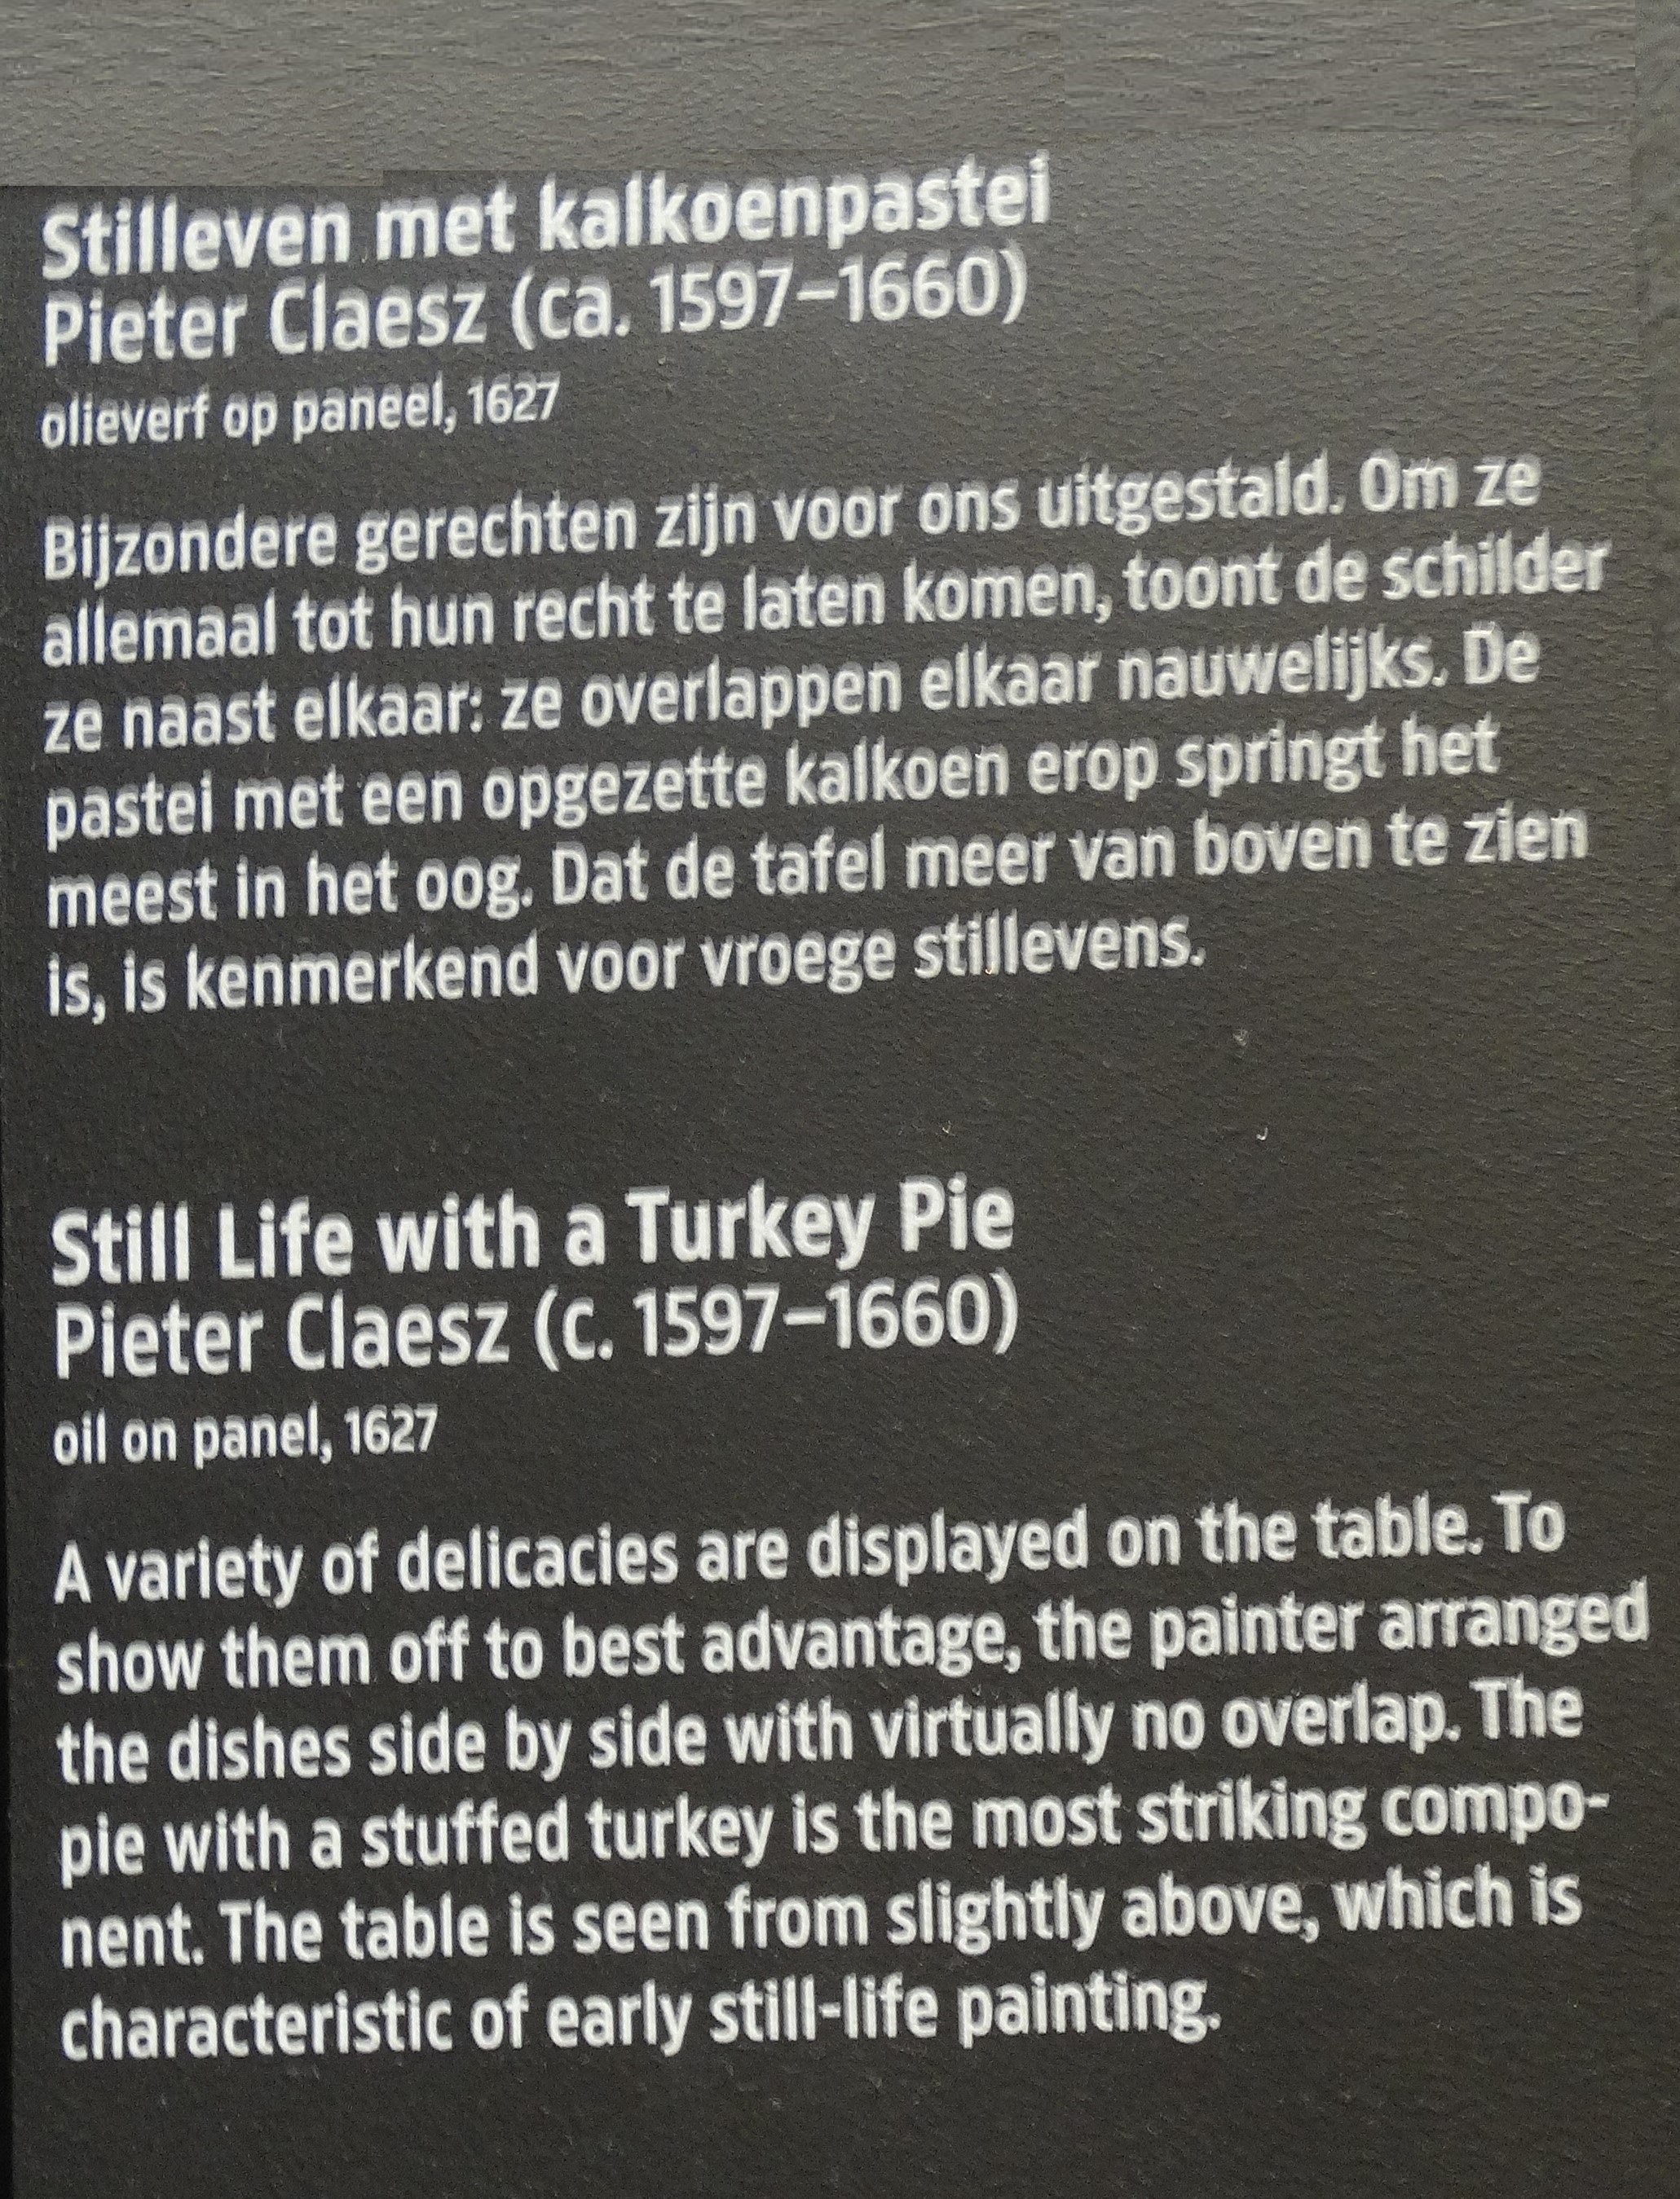 Stilleven met kalkoenpastei
Pieter Claesz (ca. 1597–1660)
olieverf op paneel, 1627
Bijzondere gerechten zijn voor ons uitgestald. Om ze
allemaal tot hun recht te laten komen, toont de schilder
ze naast elkaar: ze overlappen elkaar nauwelijks. De
pastei met een opgezette kalkoen erop springt het
meest in het oog. Dat de tafel meer van boven te zien
is, is kenmerkend voor vroege stillevens.
Still Life with a Turkey Pie
Pieter Claesz (c. 1597–1660)
oil on panel, 1627
A variety of delicacies are displayed on the table. To
show them off to best advantage, the painter arranged
the dishes side by side with virtually no overlap. The
pie with a stuffed turkey is the most striking compo-
nent. The table is seen from slightly above, which is
characteristic of early still-life painting.